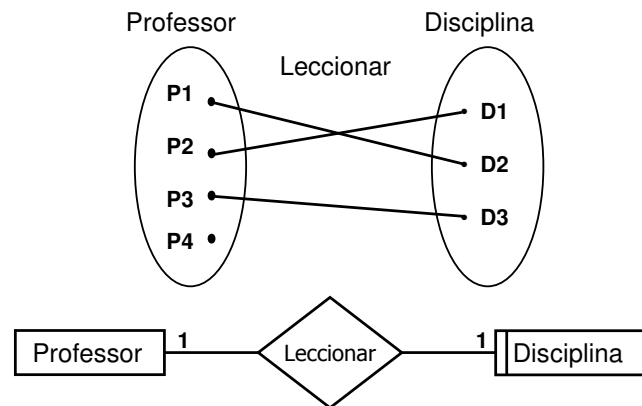 Professor
Disciplina
Leccionar
P1
P2
P3
P4
D1
D2
D3
Professor
1
Leccionar
1
Disciplina